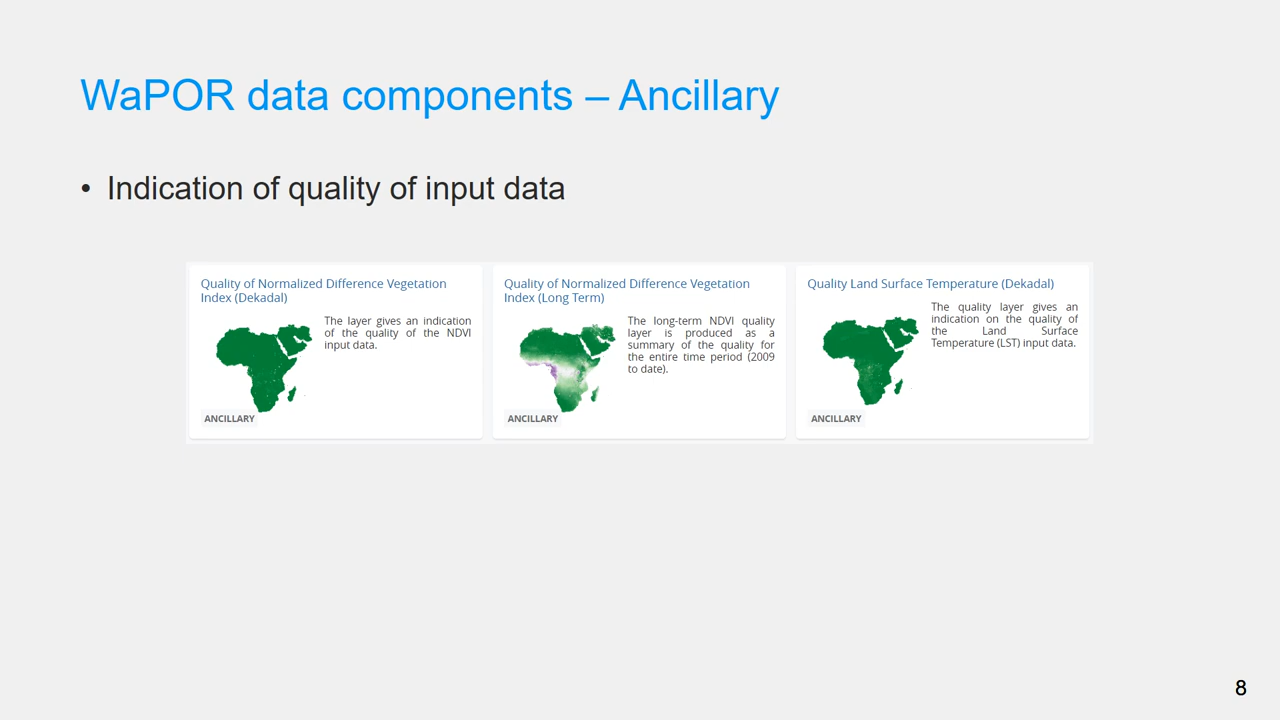 WaPOR data components – Ancillary
• Indication of quality of input data
Quality of Normalized Difference Vegetation
Index (Dekadal)
The layer gives an indication
of the quality of the NDVI
input data.
ANCILLARY
Quality of Normalized Difference Vegetation
Index (Long Term)
The long-term NDVI quality
layer is produced as a
summary of the quality for
the entire time period (2009
to date).
ANCILLARY
Quality Land Surface Temperature (Dekadal)
The quality layer gives an
indication on the quality of
the Land Surface
Temperature (LST) input data.
ANCILLARY
8